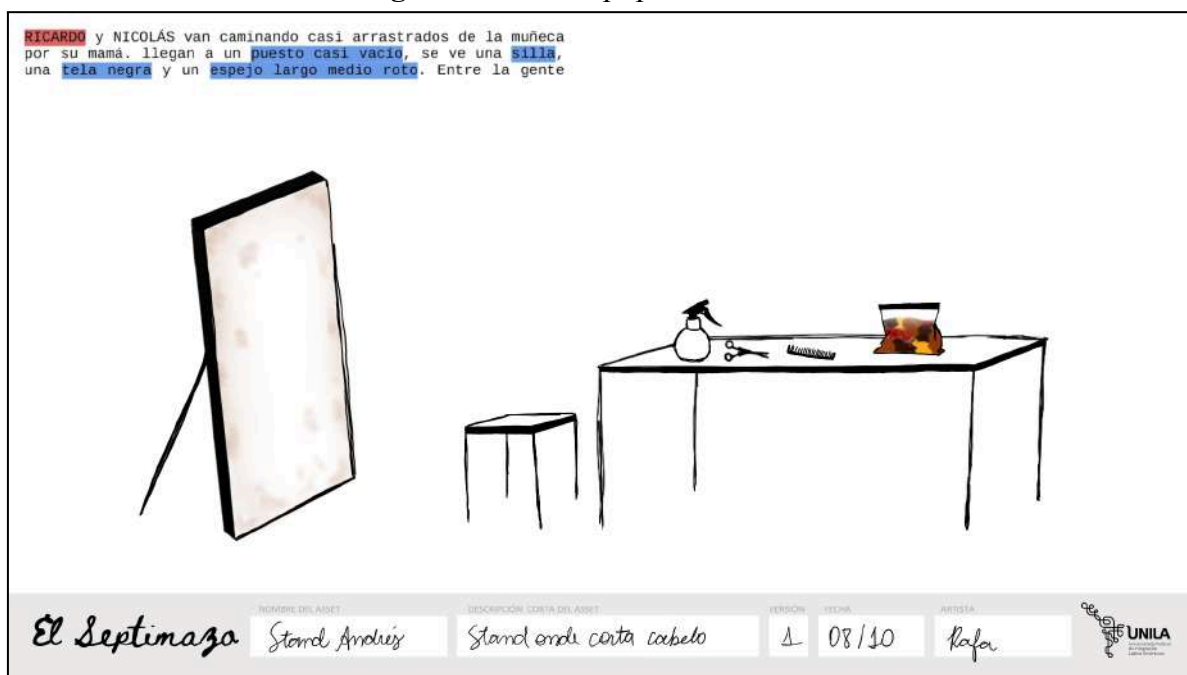 RICARDO y NICOLÁS van caminando casi arrastrados de la muñeca
por su mamá. llegan a un puesto casi vacío, se ve una silla,
una tela negra y un espejo largo medio roto. Entre la gente
El Septimazo
NOMBRE DEL ASSET
Stand Andrés
DESCRIPCIÓN CORTA DEL ASSET
Stand onde corta cabelo
VERSIÓN
1
FECHA
08/10
ARTISTA
Rafa
UNILA